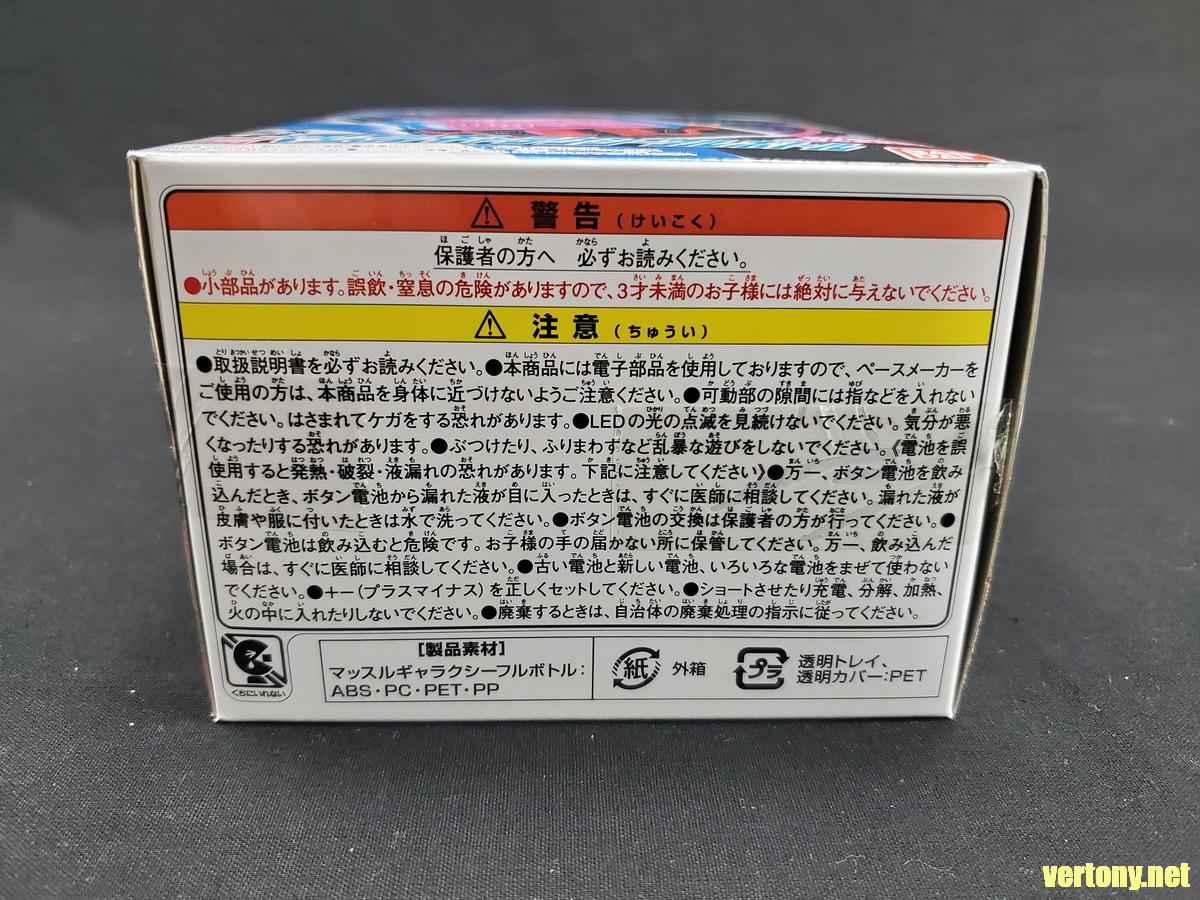 警告(けいこく)
保護者の方へ 必ずお読みください。
●小部品があります。誤飲・窒息の危険がありますので、3才未満のお子様には絶対に与えないでください。
注意(ちゅうい)
●取扱説明書を必ずお読みください。●本商品には電子部品を使用しておりますので、ペースメーカーを
ご使用の方は、本商品を身体に近づけないようご注意ください。●可動部の隙間には指などを入れない
でください。はさまれてケガをする恐れがあります。●LEDの光の点滅を見続けないでください。気分が悪
くなったりする恐れがあります。●ぶつけたり、ふりまわすなど乱暴な遊びをしないでください。《電池を誤
使用すると発熱・破裂・液漏れの恐れがあります。下記に注意してください》●万一、ボタン電池を飲み
込んだとき、ボタン電池から漏れた液が目に入ったときは、すぐに医師に相談してください。漏れた液が
皮膚や服に付いたときは水で洗ってください。●ボタン電池の交換は保護者の方が行ってください。●
ボタン電池は飲み込むと危険です。お子様の手の届かない所に保管してください。万一、飲み込んだ
場合は、すぐに医師に相談してください。●古い電池と新しい電池、いろいろな電池をまぜて使わない
でください。●+-(プラスマイナス)を正しくセットしてください。●ショートさせたり充電、分解、加熱、
火の中に入れたりしないでください。●廃棄するときは、自治体の廃棄処理の指示に従ってください。
くちにいれない
[製品素材]
マッスルギャラクシーフルボトル:
ABS・PC・PET・PP
紙 外箱
プラ 透明トレイ、
透明カバー:PET
vertony.net